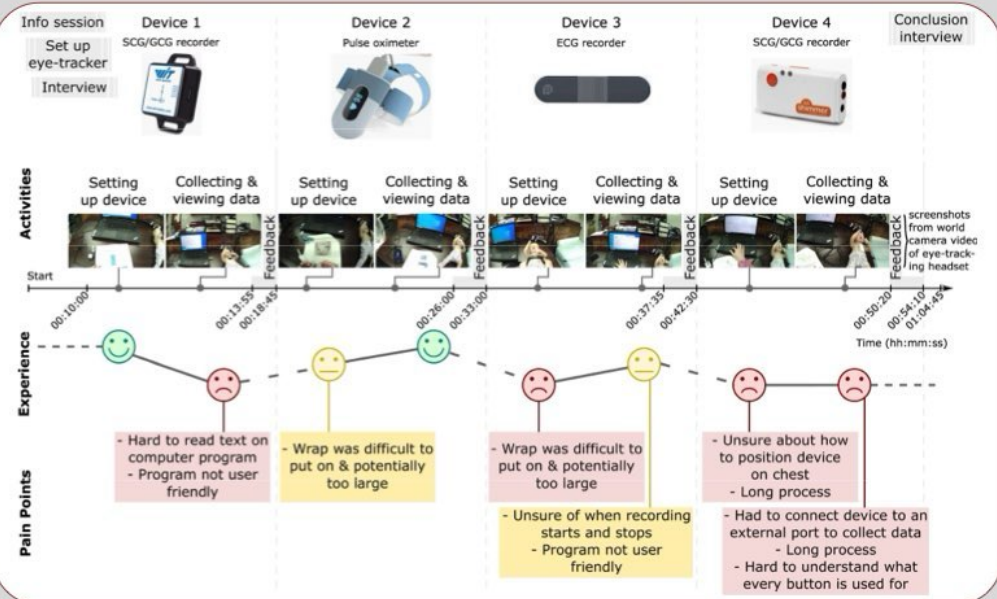 Info session
Set up
eye-tracker
Interview
Device 1
SCG/GCG recorder
Device 2
Pulse oximeter
Device 3
ECG recorder
Device 4
SCG/GCG recorder
Conclusion
interview
WIT
shimmer
Activities
Setting
up device
Collecting &
viewing data
Feedback
Setting
up device
Collecting &
viewing data
Feedback
Setting
up device
Collecting &
viewing data
Feedback
Setting
up device
Collecting &
viewing data
Feedback
screenshots
from world
camera video
of eye-track-
ing headset
Start
00:10:00
00:13:55
00:18:45
00:26:00
00:33:00
00:37:35
00:42:30
00:50:20
00:54:10
01:04:45
Time (hh:mm:ss)
Experience
Pain Points
- Hard to read text on
computer program
- Program not user
friendly
- Wrap was difficult to
put on & potentially
too large
- Wrap was difficult to
put on & potentially
too large
- Unsure of when recording
starts and stops
- Program not user
friendly
- Unsure about how
to position device
on chest
- Long process
- Had to connect device to an
external port to collect data
- Long process
- Hard to understand what
every button is used for